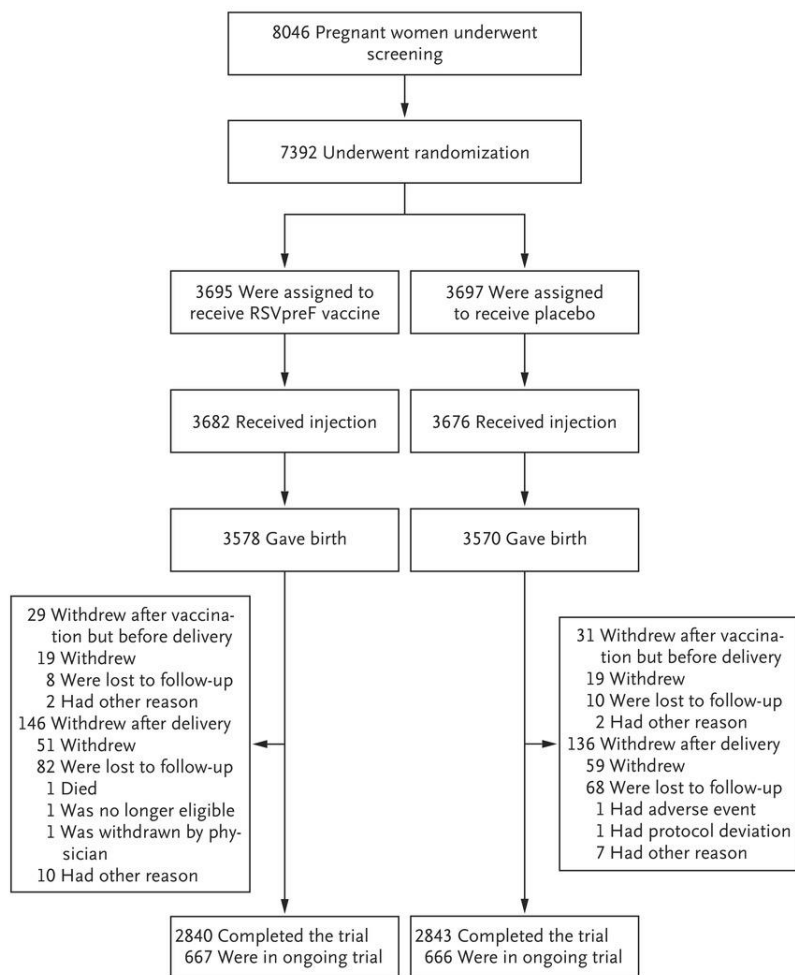 8046 Pregnant women underwent
screening
7392 Underwent randomization
3695 Were assigned to
receive RSVpreF vaccine
3697 Were assigned
to receive placebo
3682 Received injection
3676 Received injection
3578 Gave birth
3570 Gave birth
29 Withdrew after vaccina-
tion but before delivery
19 Withdrew
8 Were lost to follow-up
2 Had other reason
146 Withdrew after delivery
51 Withdrew
82 Were lost to follow-up
1 Died
1 Was no longer eligible
1 Was withdrawn by phy-
sician
10 Had other reason
31 Withdrew after vaccina-
tion but before delivery
19 Withdrew
10 Were lost to follow-up
2 Had other reason
136 Withdrew after delivery
59 Withdrew
68 Were lost to follow-up
1 Had adverse event
1 Had protocol deviation
7 Had other reason
2840 Completed the trial
667 Were in ongoing trial
2843 Completed the trial
666 Were in ongoing trial